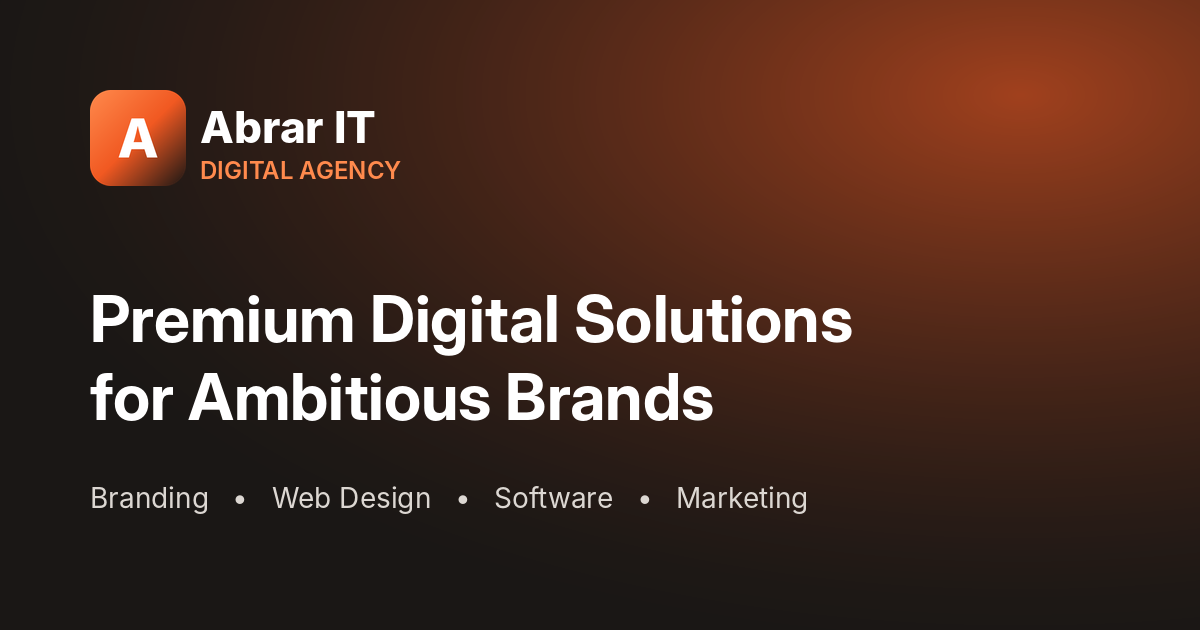 A
Abrar IT
DIGITAL AGENCY
Premium Digital Solutions
for Ambitious Brands
Branding • Web Design • Software • Marketing